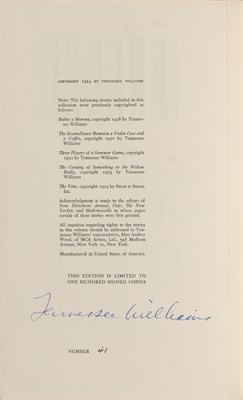 COPYRIGHT 1954 BY TENNESSEE WILLIAMS
Note: The following stories included in this
collection were previously copyrighted as
follows:
Rubio y Morena, copyright 1948 by Tennes-
see Williams
The Resemblance Between a Violin Case and
a Coffin, copyright 1950 by Tennessee
Williams
Three Players of a Summer Game, copyright
1952 by Tennessee Williams
The Coming of Something to the Widow
Holly, copyright 1953 by Tennessee
Williams
The Vine, copyright 1954 by Street & Smith,
Inc.
Acknowledgment is made to the editors of
New Directions Annual, Flair, The New
Yorker, and Mademoiselle in whose pages
certain of these stories were first printed.
All inquiries regarding rights to the stories in
this volume should be addressed to Ten-
nessee Williams' representative, Miss Audrey
Wood, of MCA Artists, Ltd., 598 Madison
Avenue, New York 22, New York.
Manufactured in United States of America.
THIS EDITION IS LIMITED TO
ONE HUNDRED SIGNED COPIES
Tennessee Williams
NUMBER 41